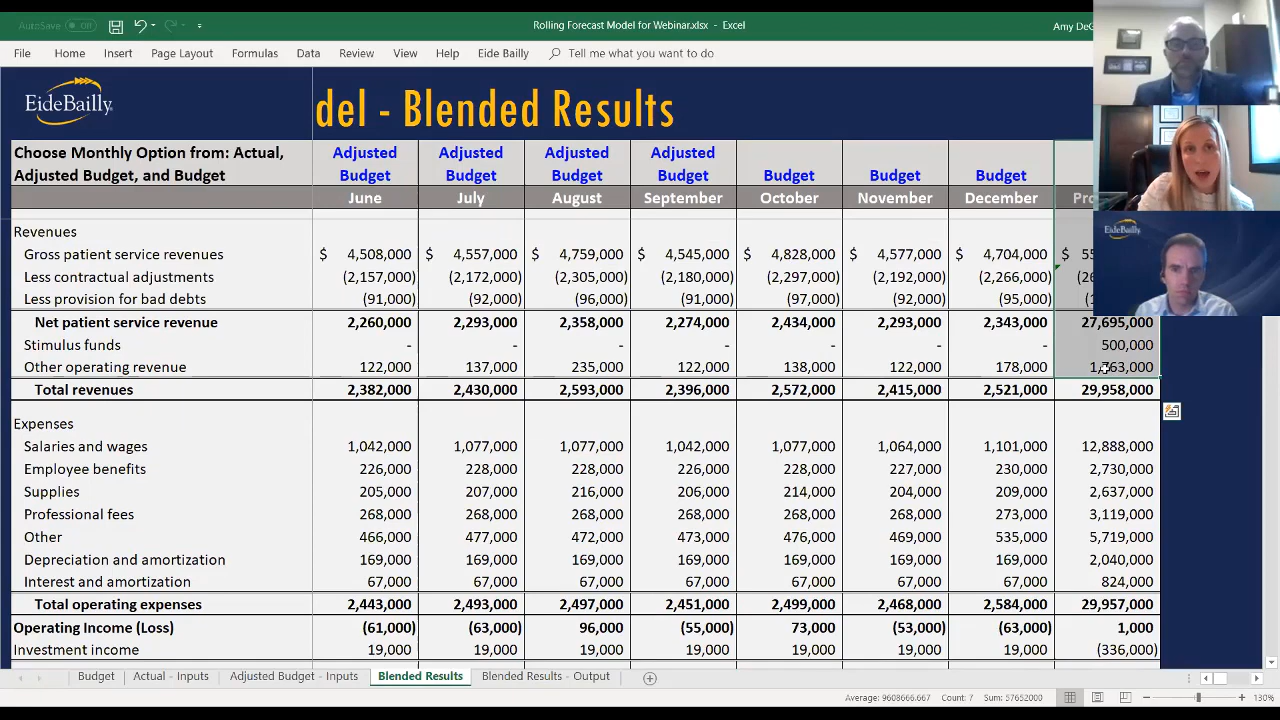 AutoSave Off Rolling Forecast Model for Webinar.xlsx - Excel Amy
File Home Insert Page Layout Formulas Data Review View Help Eide Bailly Tell me what you want to do
EideBailly
del - Blended Results
EideBailly
Choose Monthly Option from: Actual, Adjusted Adjusted Adjusted Adjusted
Adjusted Budget, and Budget Budget Budget Budget Budget Budget Budget Budget
June July August September October November December
Revenues
Gross patient service revenues $ 4,508,000 $ 4,557,000 $ 4,759,000 $ 4,545,000 $ 4,828,000 $ 4,577,000 $ 4,704,000 $
Less contractual adjustments (2,157,000) (2,172,000) (2,305,000) (2,180,000) (2,297,000) (2,192,000) (2,266,000)
Less provision for bad debts (91,000) (92,000) (96,000) (91,000) (97,000) (92,000) (95,000)
Net patient service revenue 2,260,000 2,293,000 2,358,000 2,274,000 2,434,000 2,293,000 2,343,000 27,695,000
Stimulus funds - - - - - - - 500,000
Other operating revenue 122,000 137,000 235,000 122,000 138,000 122,000 178,000
Total revenues 2,382,000 2,430,000 2,593,000 2,396,000 2,572,000 2,415,000 2,521,000 29,958,000
Expenses
Salaries and wages 1,042,000 1,077,000 1,077,000 1,042,000 1,077,000 1,064,000 1,101,000 12,888,000
Employee benefits 226,000 228,000 228,000 226,000 228,000 227,000 230,000 2,730,000
Supplies 205,000 207,000 216,000 206,000 214,000 204,000 209,000 2,637,000
Professional fees 268,000 268,000 268,000 268,000 268,000 268,000 273,000 3,119,000
Other 466,000 477,000 472,000 473,000 476,000 469,000 535,000 5,719,000
Depreciation and amortization 169,000 169,000 169,000 169,000 169,000 169,000 169,000 2,040,000
Interest and amortization 67,000 67,000 67,000 67,000 67,000 67,000 67,000 824,000
Total operating expenses 2,443,000 2,493,000 2,497,000 2,451,000 2,499,000 2,468,000 2,584,000 29,957,000
Operating Income (Loss) (61,000) (63,000) 96,000 (55,000) 73,000 (53,000) (63,000) 1,000
Investment income 19,000 19,000 19,000 19,000 19,000 19,000 19,000 (336,000)
Budget Actual - Inputs Adjusted Budget - Inputs Blended Results Blended Results - Output
Average: 9608666.667 Count: 7 Sum: 57652000 130%